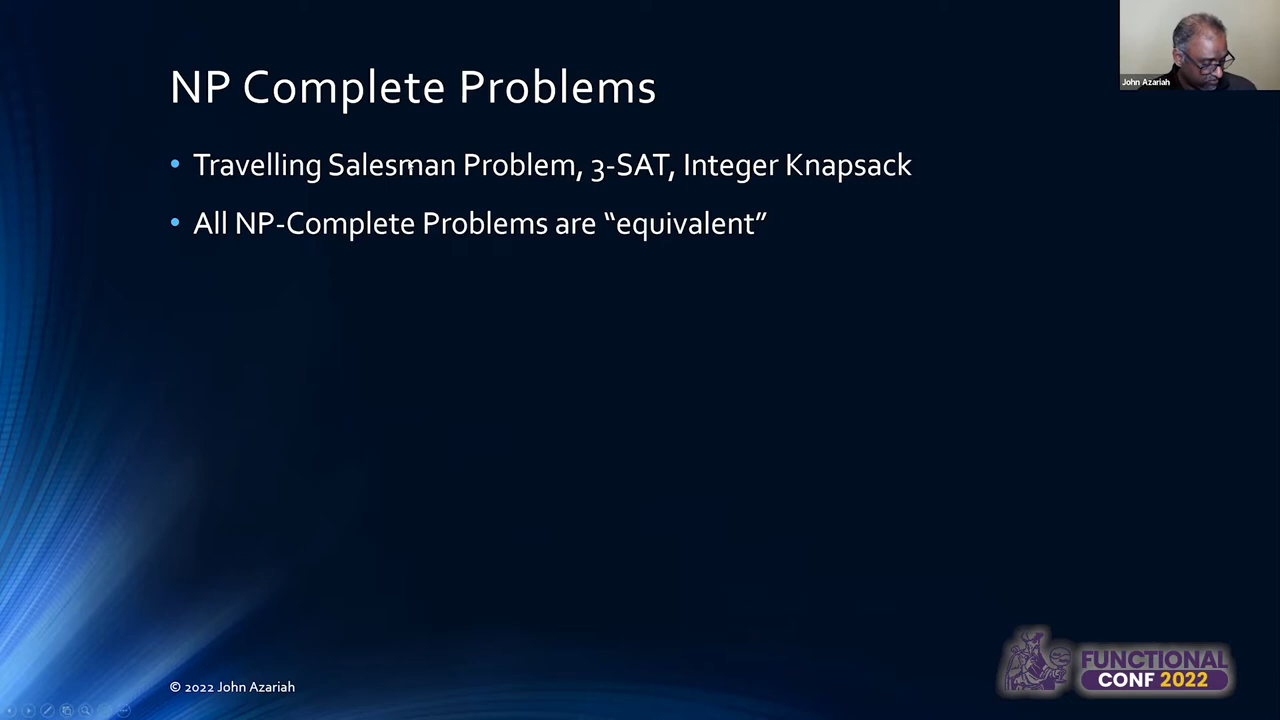 NP Complete Problems
John Azariah
• Travelling Salesman Problem, 3-SAT, Integer Knapsack
• All NP-Complete Problems are “equivalent”
© 2022 John Azariah
FUNCTIONAL
CONF 2022